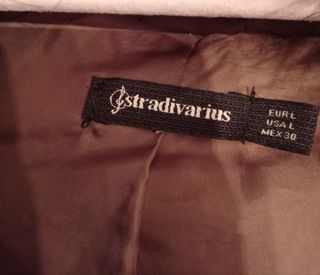 stradivarius
EUR L
USA L
MEX 30